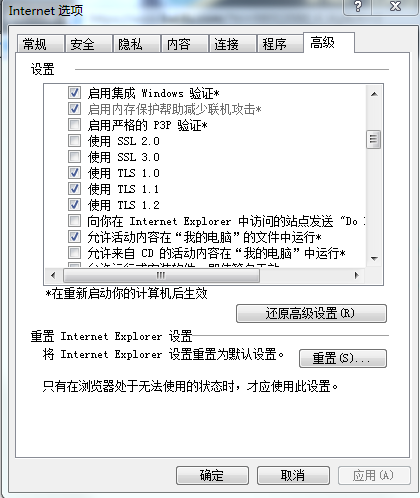 Internet 选项
常规 安全 隐私 内容 连接 程序 高级
设置
启用集成 Windows 验证*
启用内存保护帮助减少联机攻击*
启用严格的 P3P 验证*
使用 SSL 2.0
使用 SSL 3.0
使用 TLS 1.0
使用 TLS 1.1
使用 TLS 1.2
向你在 Internet Explorer 中访问的站点发送 "Do
允许活动内容在“我的电脑”的文件中运行*
允许来自 CD 的活动内容在“我的电脑”中运行*
*在重新启动你的计算机后生效
还原高级设置(R)
重置 Internet Explorer 设置
将 Internet Explorer 设置重置为默认设置。
重置(S)...
只有在浏览器处于无法使用的状态时，才应使用此设置。
确定 取消 应用(A)